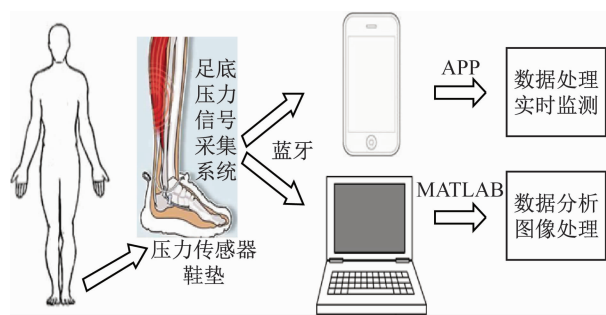 足底
压力
信号
采集
系统
压力传感器
鞋垫
蓝牙
APP
数据处理
实时监测
MATLAB
数据分析
图像处理